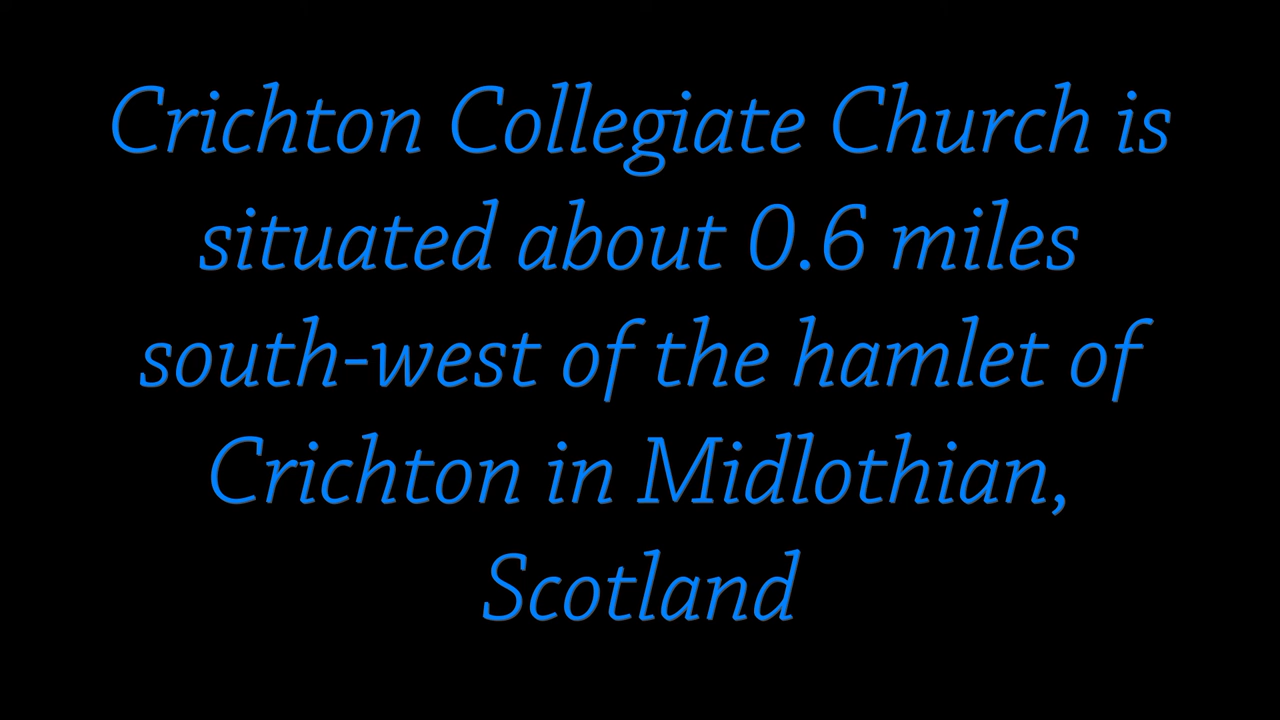 Crichton Collegiate Church is
situated about 0.6 miles
south-west of the hamlet of
Crichton in Midlothian,
Scotland